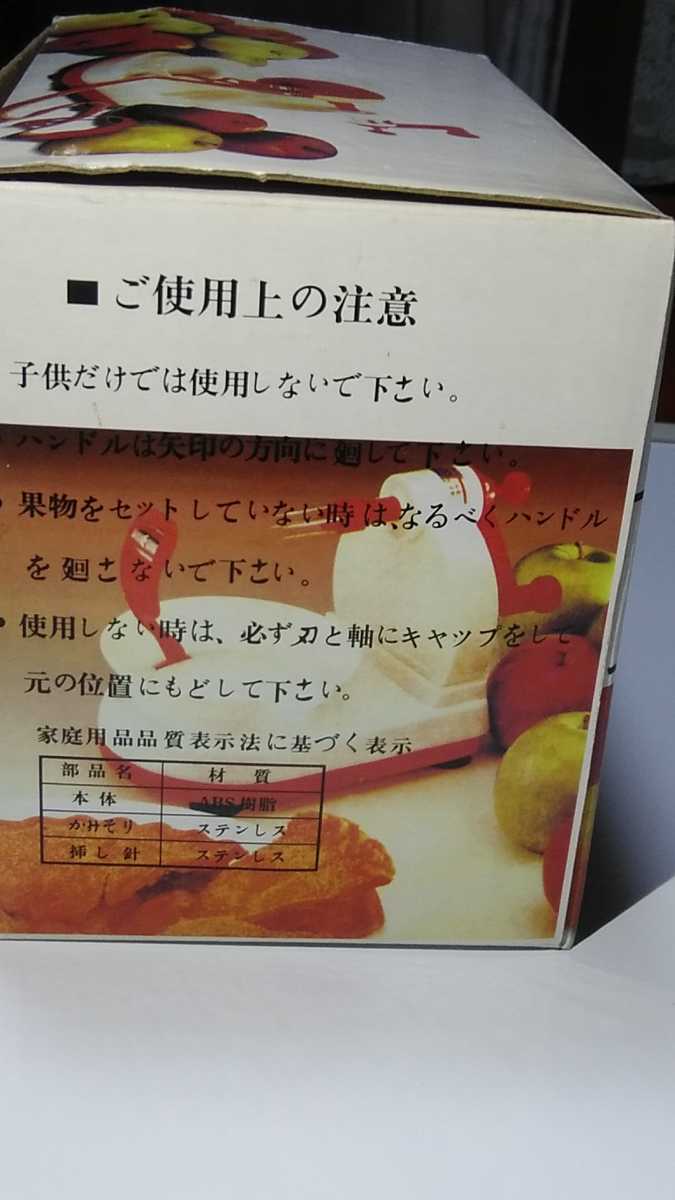 ■ご使用上の注意
子供だけでは使用しないで下さい。
・ハンドルは矢印の方向に廻して下さい。
・果物をセットしていない時は、なるべくハンドル
を廻さないで下さい。
・使用しない時は、必ず刃と軸にキャップをして
元の位置にもどして下さい。
家庭用品品質表示法に基づく表示
部品名 材質
本体 ABS樹脂
かみそり ステンレス
挿し針 ステンレス